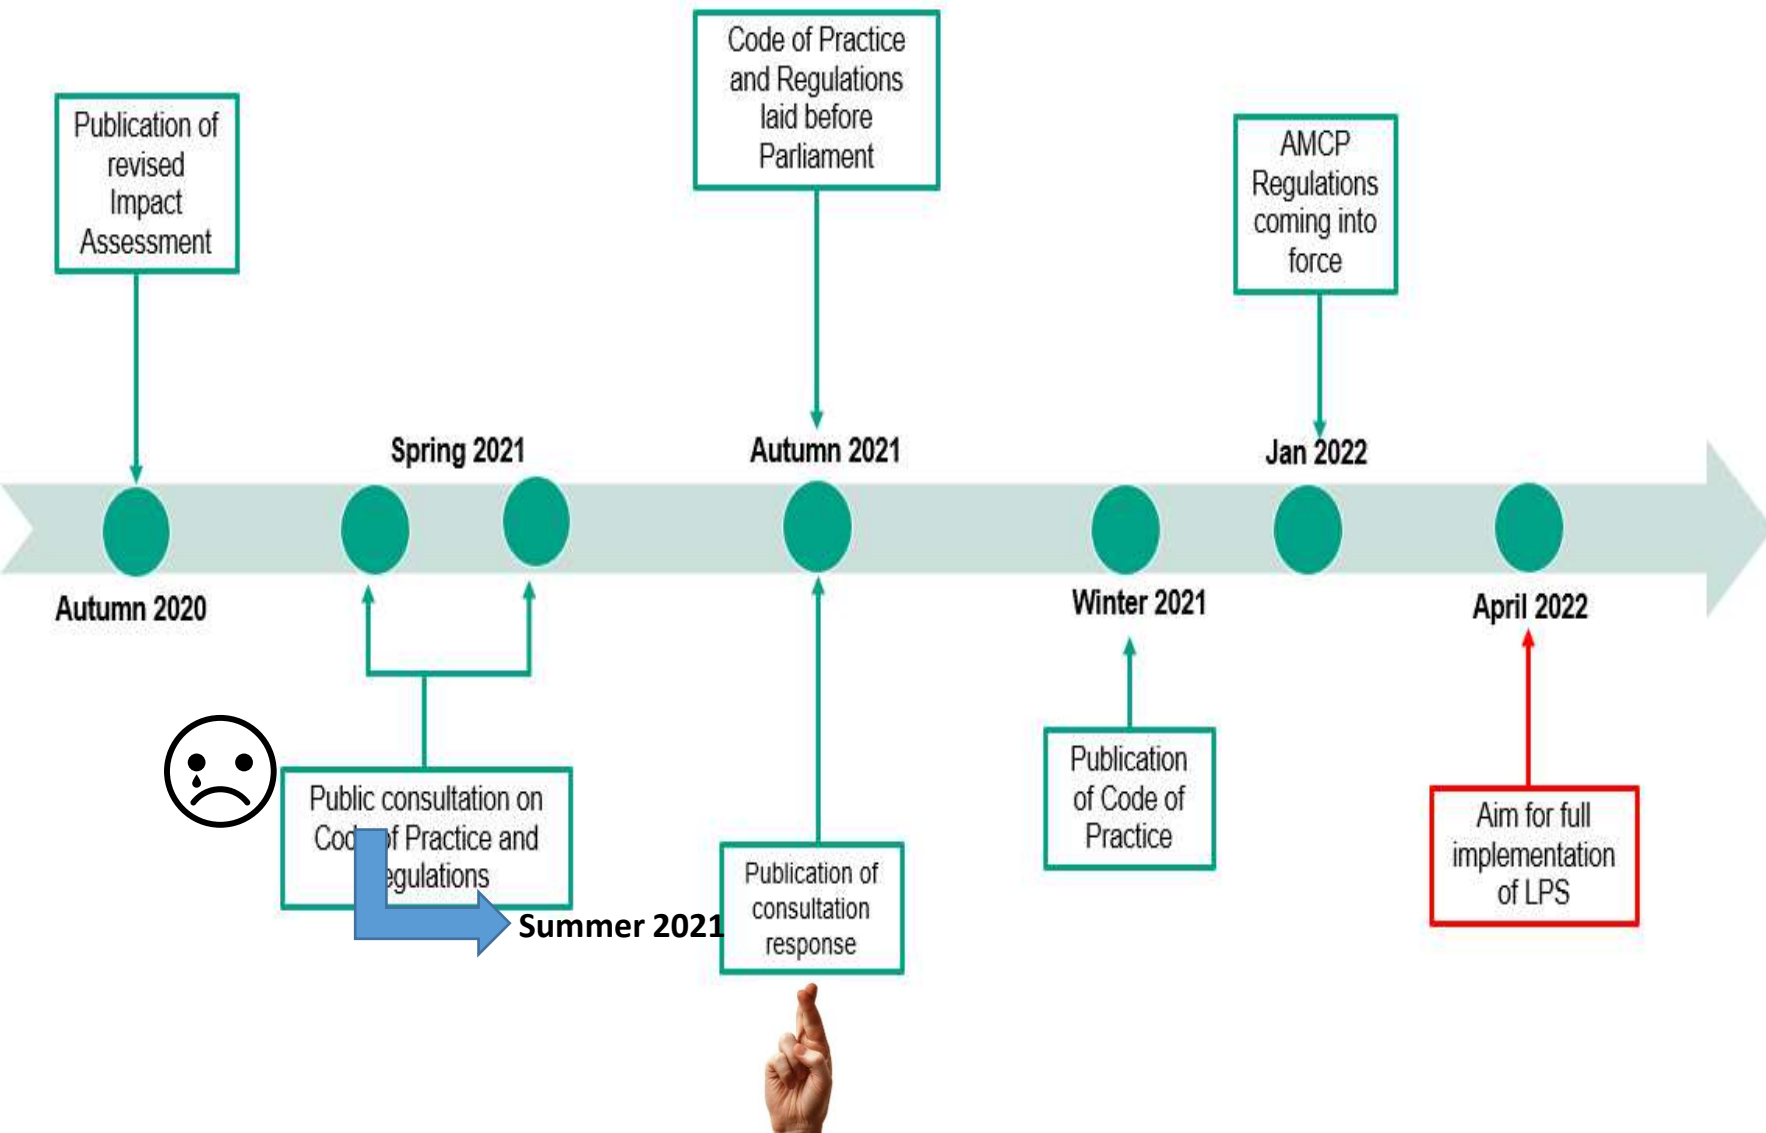 Code of Practice
and Regulations
laid before
Parliament
Publication of
revised
Impact
Assessment
AMCP
Regulations
coming into
force
Spring 2021
Autumn 2021
Jan 2022
Autumn 2020
Winter 2021
April 2022
Public consultation on
of Practice and
egulations
Summer 2021
Publication of
consultation
response
Publication
of Code of
Practice
Aim for full
implementation
of LPS